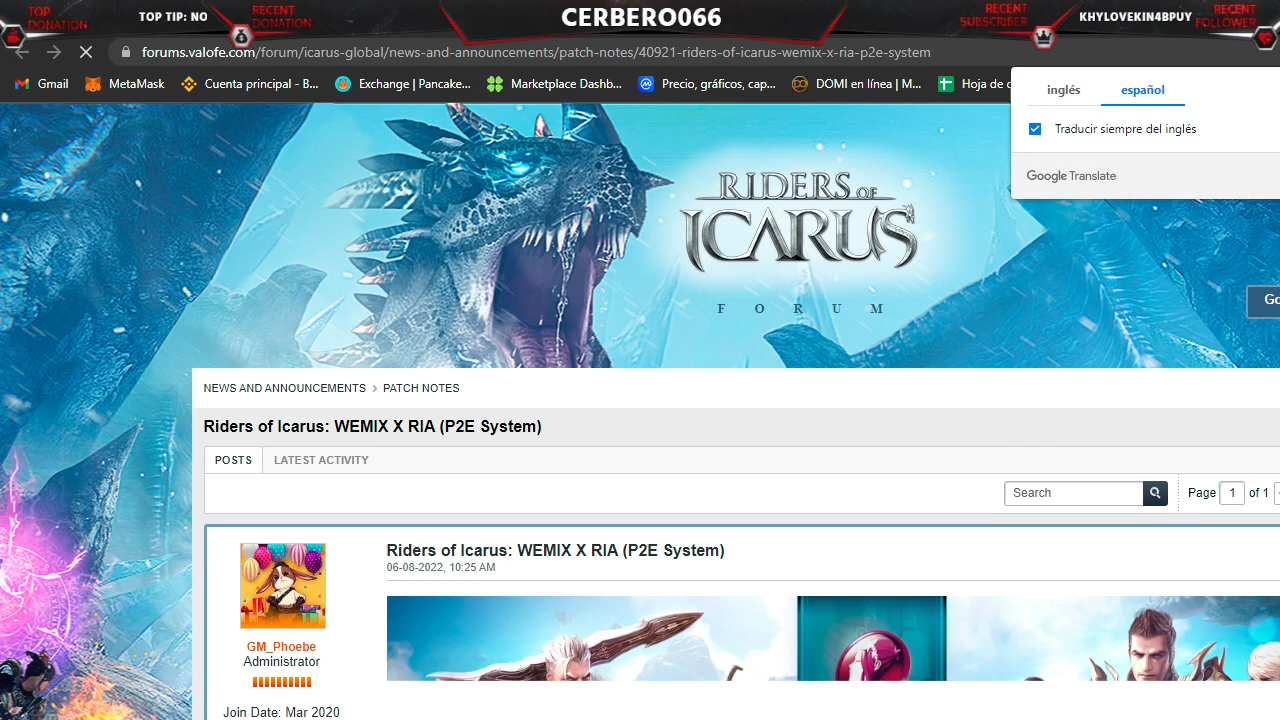 TOP
DONATION
TOP TIP: NO
RECENT
DONATION
CERBERO066
RECENT
SUBSCRIBER
KHYLOVEKIN4BPUY
RECENT
FOLLOWER
forums.valofe.com/forum/icarus-global/news-and-announcements/patch-notes/40921-riders-of-icarus-wemix-x-ria-p2e-system
Gmail
MetaMask
Cuenta principal - B...
Exchange | Pancake...
Marketplace Dashb...
Precio, gráficos, cap...
DOMI en línea | M...
Hoja de
inglés
español
Traducir siempre del inglés
Google Translate
RIDERS OF
ICARUS
FORUM
NEWS AND ANNOUNCEMENTS > PATCH NOTES
Riders of Icarus: WEMIX X RIA (P2E System)
POSTS
LATEST ACTIVITY
Search
Page 1 of 1
Riders of Icarus: WEMIX X RIA (P2E System)
06-08-2022, 10:25 AM
GM_Phoebe
Administrator
Join Date: Mar 2020